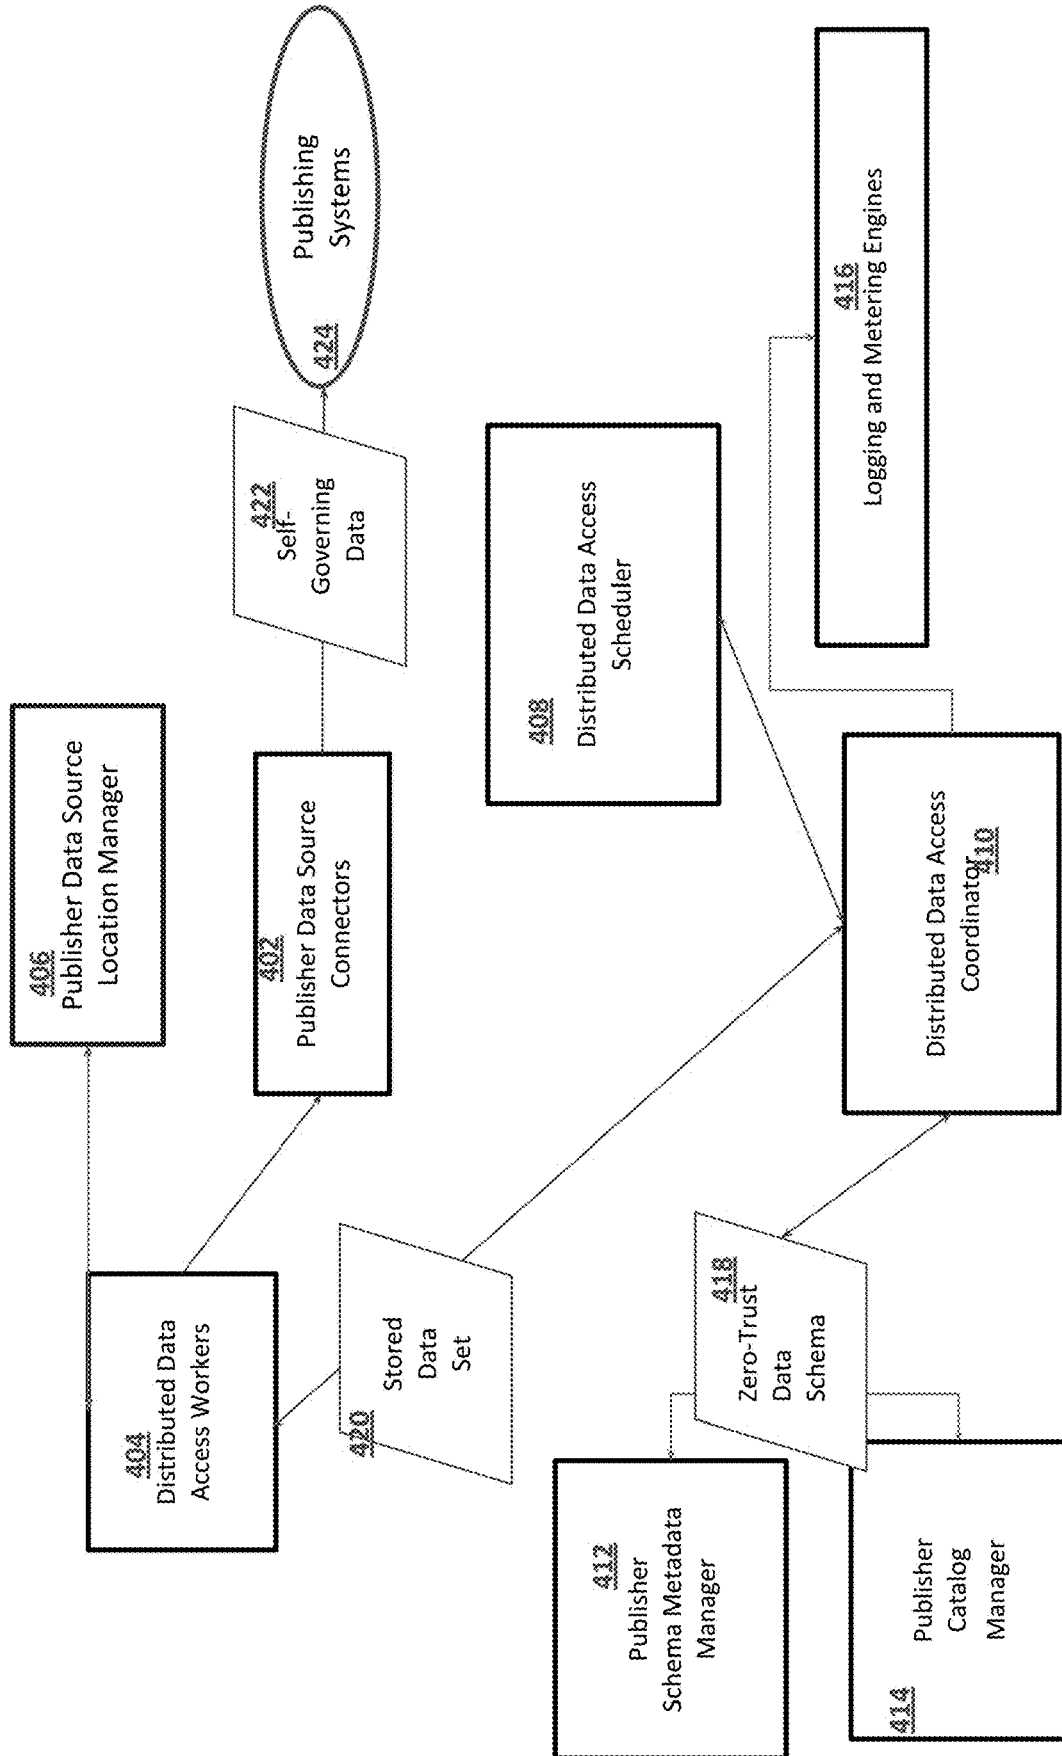 404
Distributed Data
Access Workers
406
Publisher Data Source
Location Manager
402
Publisher Data Source
Connectors
422
Self-
Governing
Data
424
Publishing
Systems
Stored
Data
Set
420
408
Distributed Data Access
Scheduler
412
Publisher
Schema Metadata
Manager
418
Zero-Trust
Data
Schema
414
Publisher
Catalog
Manager
Distributed Data Access
Coordinator
410
416
Logging and Metering Engines